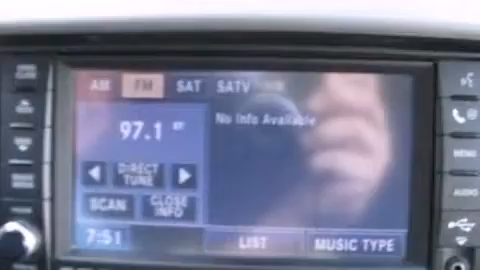 AM FM SAT SATV
No Info Available
97.1 ST
DIRECT TUNE
SCAN CLOSE INFO
7:51 LIST MUSIC TYPE
MENU
AUDIO